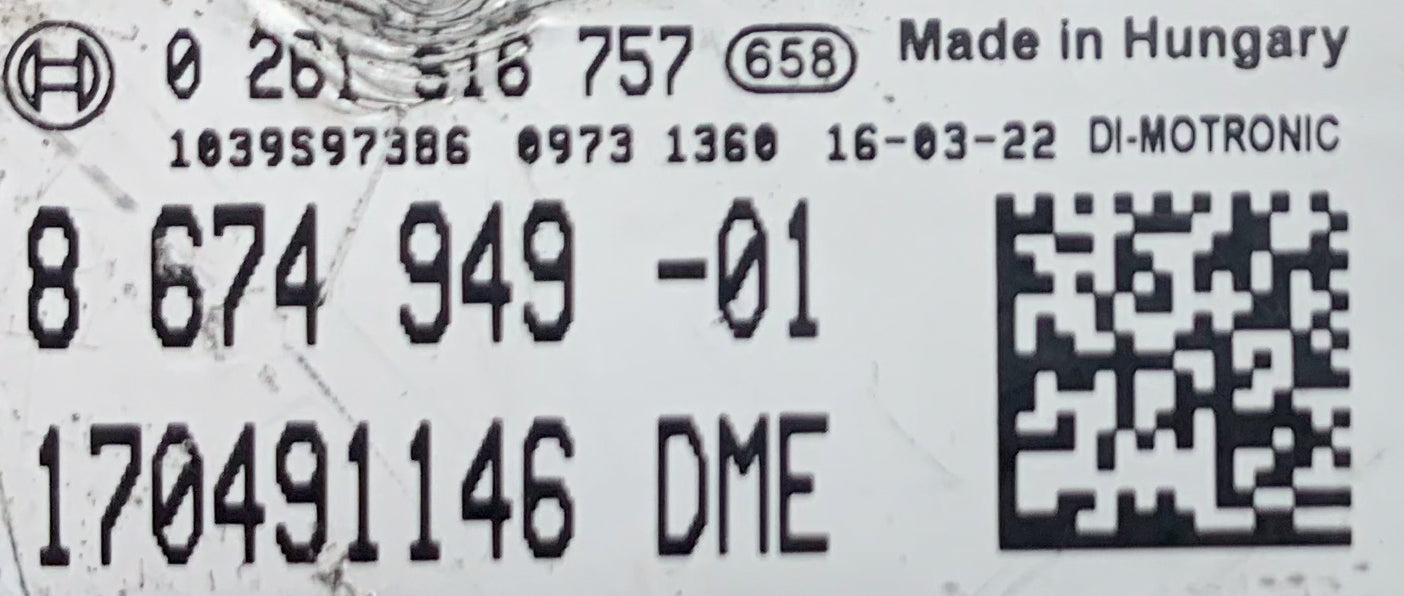 0 261 S18 757 658 Made in Hungary
1039S97386 0973 1360 16-03-22 DI-MOTRONIC
8 674 949 -01
170491146 DME